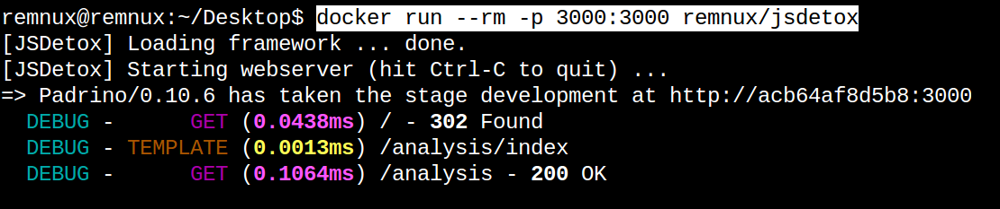 remnux@remnux:~/Desktop$ docker run --rm -p 3000:3000 remnux/jsdetox
[JSDetox] Loading framework ... done.
[JSDetox] Starting webserver (hit Ctrl-C to quit) ...
=> Padrino/0.10.6 has taken the stage development at http://acb64af8d5b8:3000
  DEBUG -      GET (0.0438ms) / - 302 Found
  DEBUG - TEMPLATE (0.0013ms) /analysis/index
  DEBUG -      GET (0.1064ms) /analysis - 200 OK